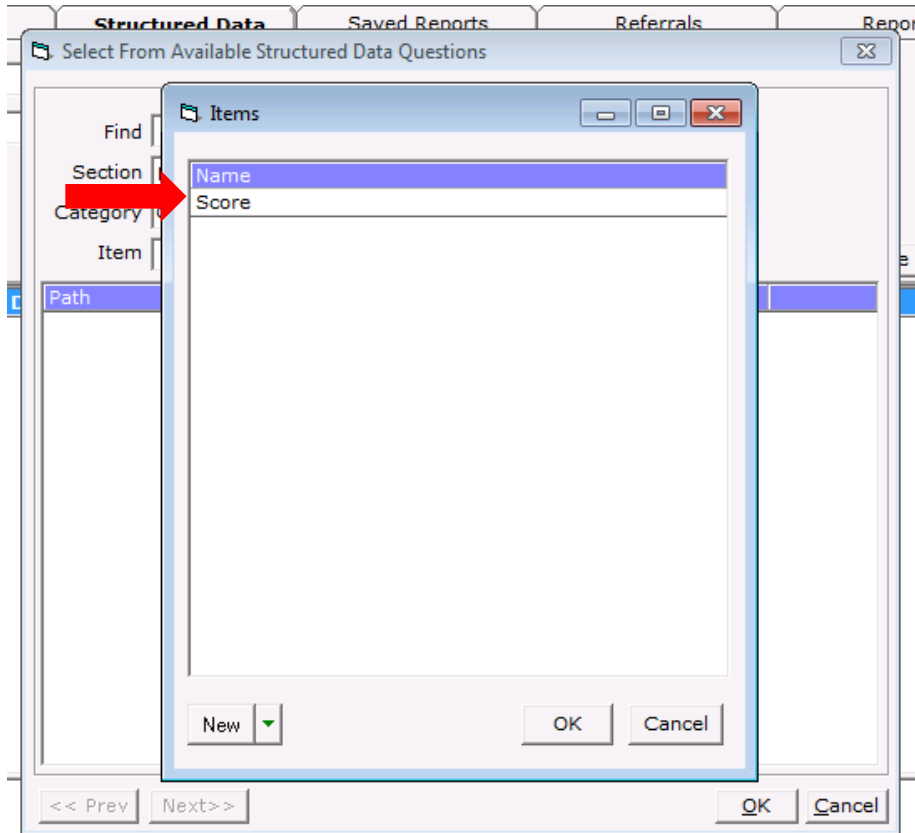 Structured Data Saved Reports Referrals
Select From Available Structured Data Questions
Items
Find
Section
Name
Category
Score
Item
Path
New OK Cancel
<< Prev Next>> OK Cancel